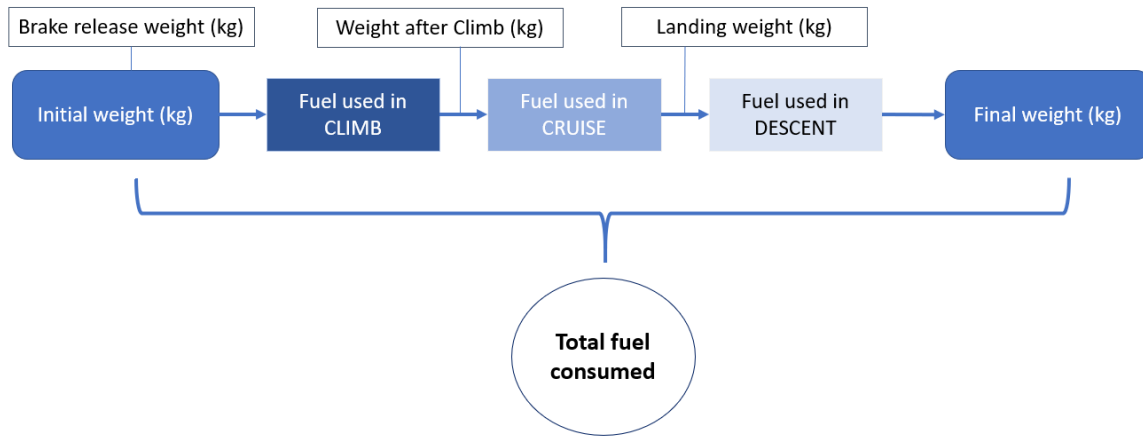 Brake release weight (kg)
Weight after Climb (kg)
Landing weight (kg)
Initial weight (kg)
Fuel used in
CLIMB
Fuel used in
CRUISE
Fuel used in
DESCENT
Final weight (kg)
Total fuel
consumed